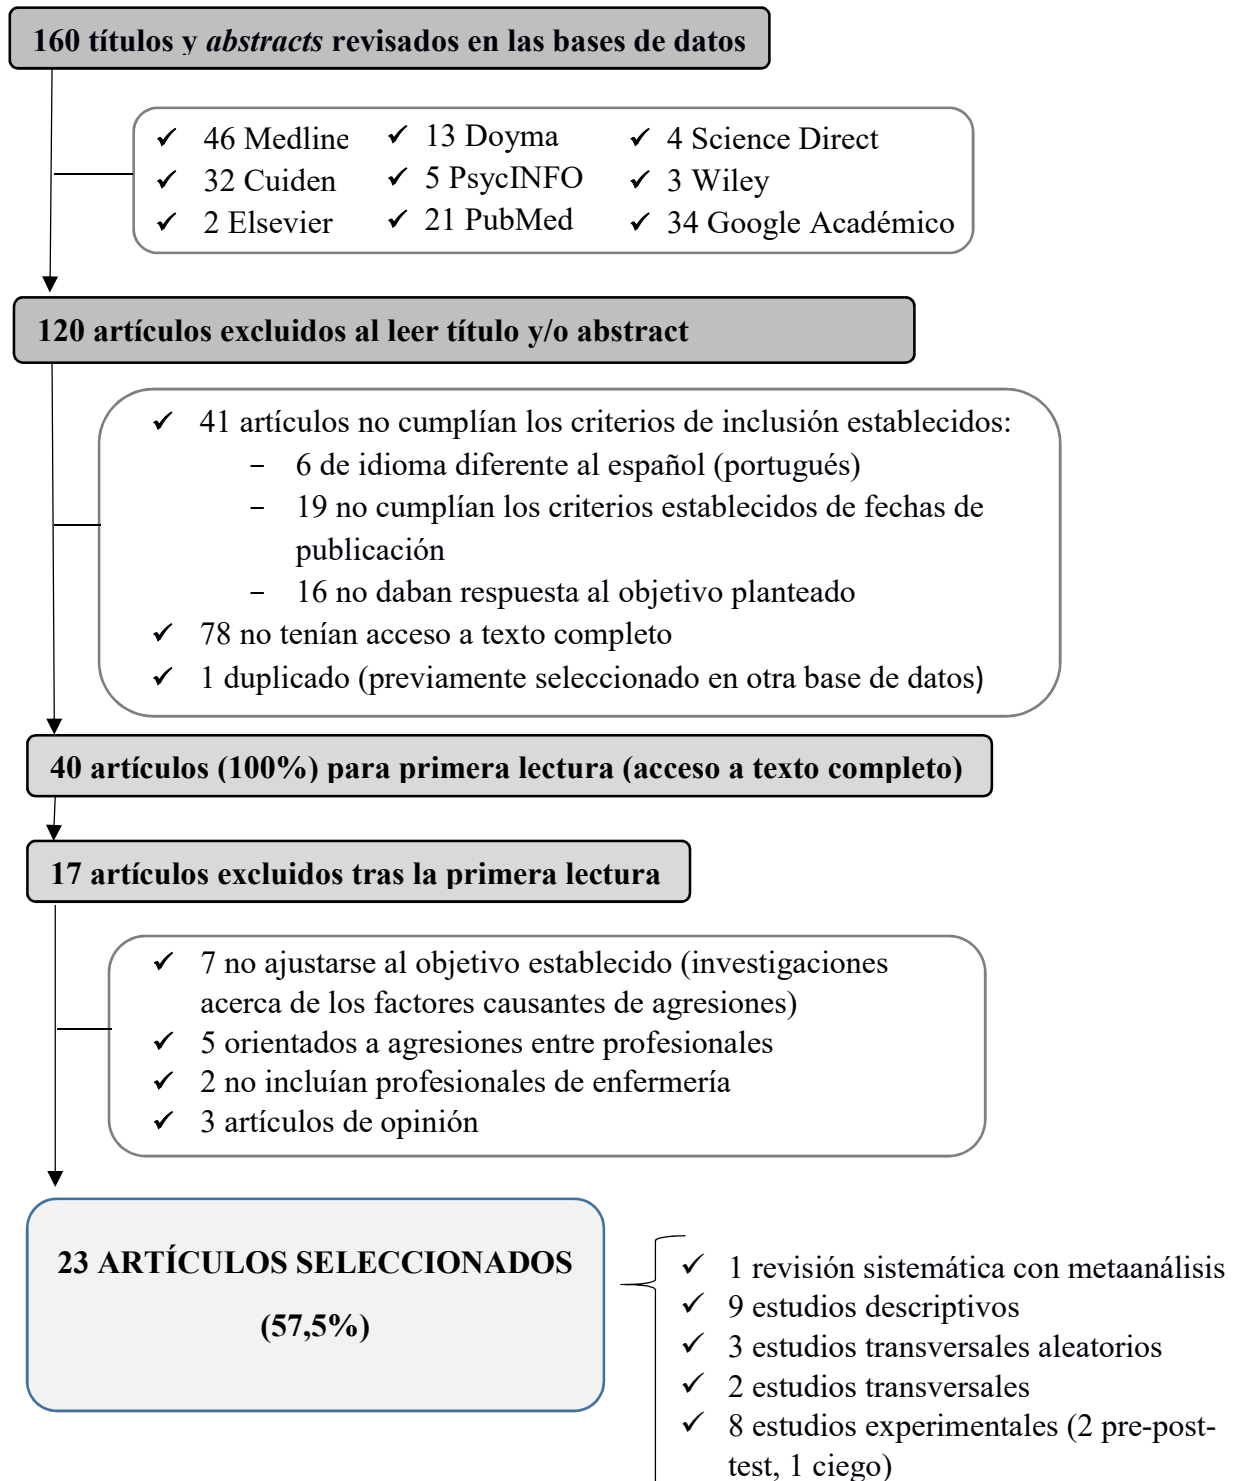 160 títulos y abstracts revisados en las bases de datos
✓ 46 Medline ✓ 13 Doyma ✓ 4 Science Direct
✓ 32 Cuiden ✓ 5 PsycINFO ✓ 3 Wiley
✓ 2 Elsevier ✓ 21 PubMed ✓ 34 Google Académico
120 artículos excluidos al leer título y/o abstract
✓ 41 artículos no cumplían los criterios de inclusión establecidos:
– 6 de idioma diferente al español (portugués)
– 19 no cumplían los criterios establecidos de fechas de
publicación
– 16 no daban respuesta al objetivo planteado
✓ 78 no tenían acceso a texto completo
✓ 1 duplicado (previamente seleccionado en otra base de datos)
40 artículos (100%) para primera lectura (acceso a texto completo)
17 artículos excluidos tras la primera lectura
✓ 7 no ajustarse al objetivo establecido (investigaciones
acerca de los factores causantes de agresiones)
✓ 5 orientados a agresiones entre profesionales
✓ 2 no incluían profesionales de enfermería
✓ 3 artículos de opinión
23 ARTÍCULOS SELECCIONADOS
(57,5%)
✓ 1 revisión sistemática con metaanálisis
✓ 9 estudios descriptivos
✓ 3 estudios transversales aleatorios
✓ 2 estudios transversales
✓ 8 estudios experimentales (2 pre-post-
test, 1 ciego)